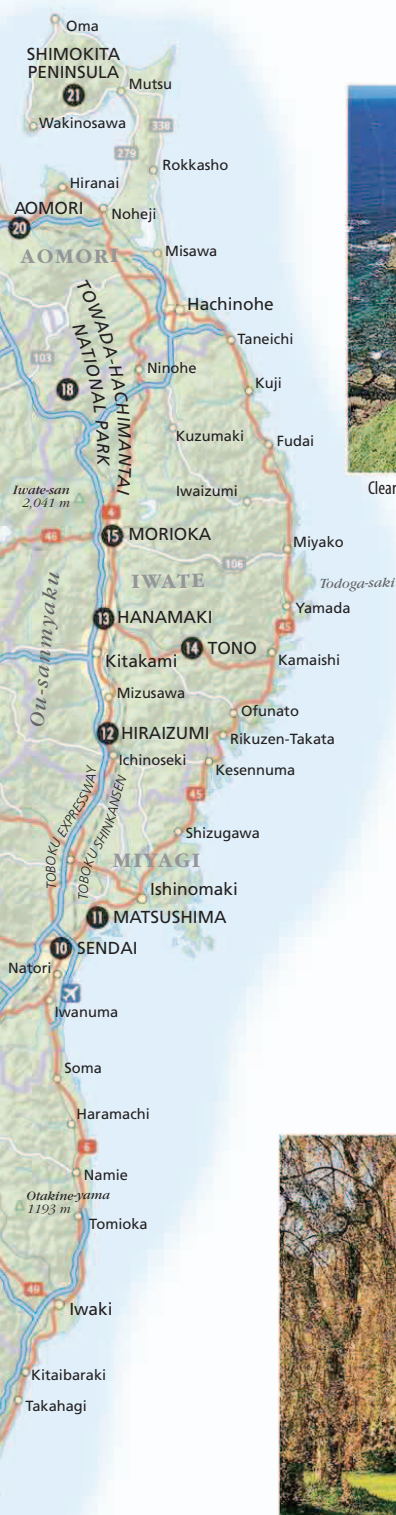 Oma
SHIMOKITA
PENINSULA
21
Mutsu
Wakinosawa
338
279
Rokkasho
Hiranai
AOMORI
Noheji
20
AOMORI
Misawa
TOWADA-HACHIMANTAI
NATIONAL PARK
Hachinohe
Taneichi
103
Ninohe
18
Kuji
Kuzumaki
Fudai
Iwate-san
2,041 m
Iwaizumi
4
46
15 MORIOKA
Miyako
106
IWATE
Todoga-saki
Ou-sanmyaku
Yamada
13 HANAMAKI
45
14 TONO
Kitakami
Kamaishi
Mizusawa
Ofunato
12 HIRAIZUMI
Rikuzen-Takata
Ichinoseki
Kesennuma
TOBOKU EXPRESSWAY
TOBOKU SHINKANSEN
45
Shizugawa
MIYAGI
Ishinomaki
11 MATSUSHIMA
10 SENDAI
Natori
Iwanuma
Soma
Haramachi
6
Namie
Otakine-yama
1193 m
Tomioka
49
Iwaki
Kitaibaraki
Takahagi
Clear